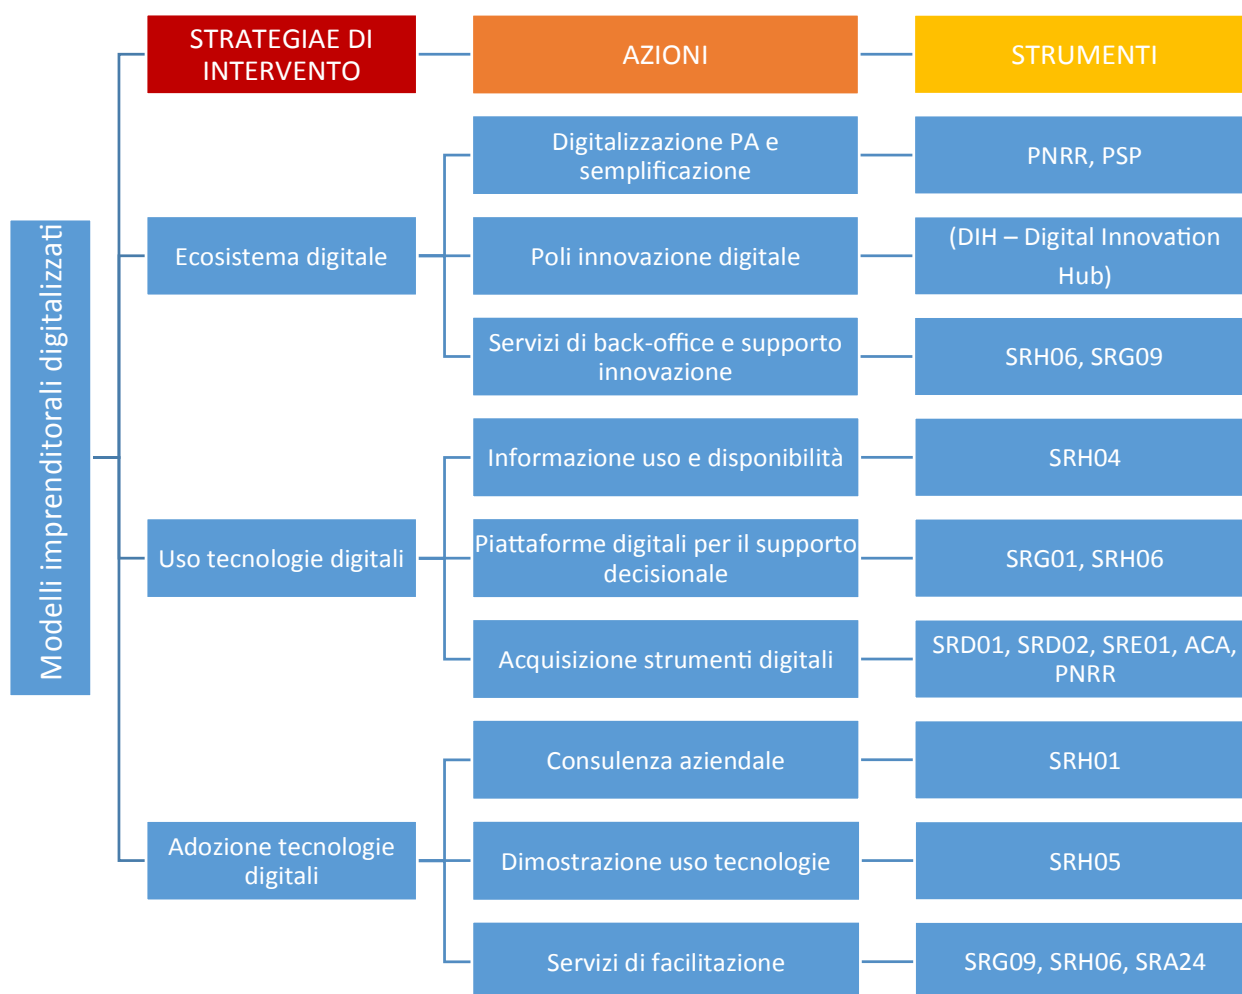 STRATEGIAE DI
INTERVENTO
AZIONI
STRUMENTI
Modelli imprenditorali digitalizzati
Ecosistema digitale
Digitalizzazione PA e
semplificazione
PNRR, PSP
Poli innovazione digitale
(DIH – Digital Innovation
Hub)
Servizi di back-office e supporto
innovazione
SRH06, SRG09
Uso tecnologie digitali
Informazione uso e disponibilità
SRH04
Piattaforme digitali per il supporto
decisionale
SRG01, SRH06
Acquisizione strumenti digitali
SRD01, SRD02, SRE01, ACA,
PNRR
Adozione tecnologie
digitali
Consulenza aziendale
SRH01
Dimostrazione uso tecnologie
SRH05
Servizi di facilitazione
SRG09, SRH06, SRA24